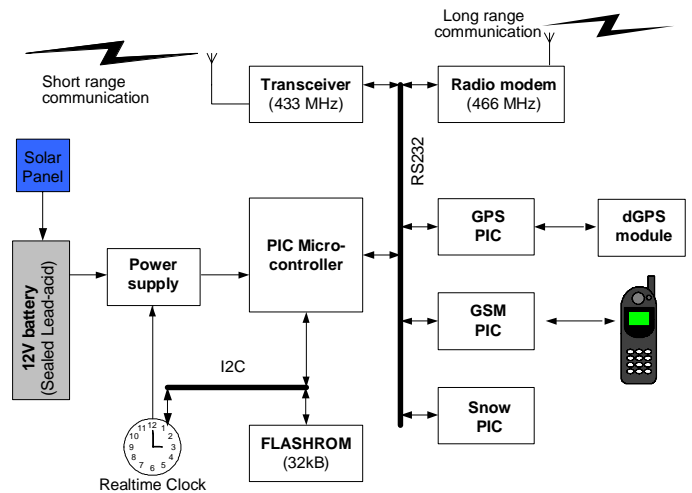 Long range
communication
Short range
communication
Transceiver
(433 MHz)
Radio modem
(466 MHz)
RS232
Solar
Panel
12V battery
(Sealed Lead-acid)
Power
supply
PIC Micro-
controller
GPS
PIC
dGPS
module
GSM
PIC
I2C
Snow
PIC
FLASHROM
(32kB)
12
1
2
3
4
5
6
7
8
9
10
11
Realtime Clock